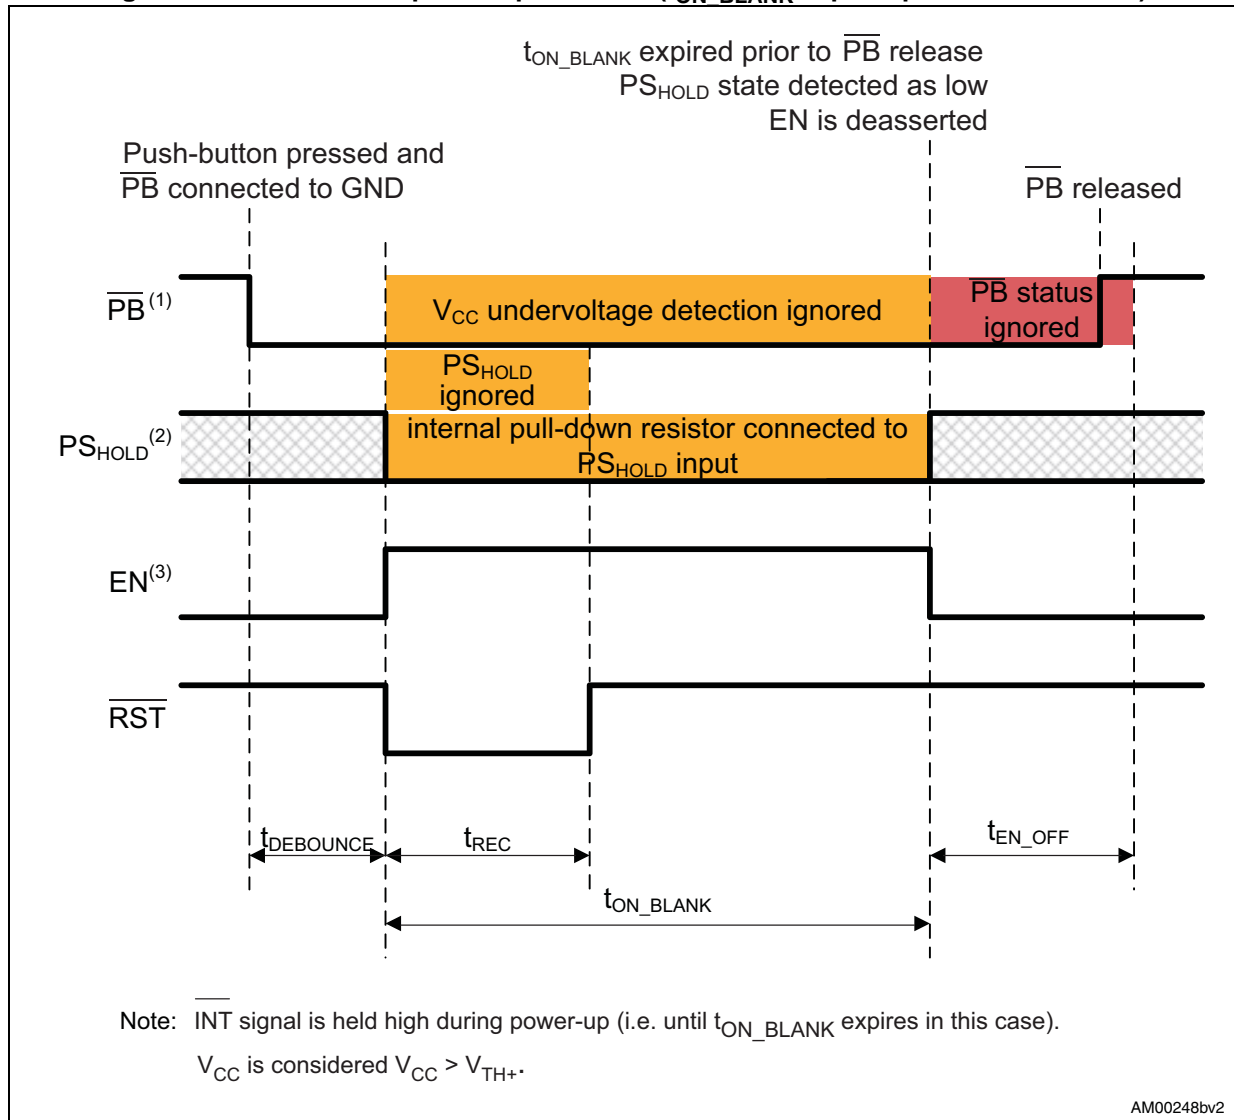 tON_BLANK expired prior to PB release
PSHOLD state detected as low
EN is deasserted
Push-button pressed and
PB connected to GND
PB released
PB(1)
VCC undervoltage detection ignored
PB status
ignored
PSHOLD
ignored
PSHOLD(2)
internal pull-down resistor connected to
PSHOLD input
EN(3)
RST
tDEBOUNCE
tREC
tEN_OFF
tON_BLANK
Note: INT signal is held high during power-up (i.e. until tON_BLANK expires in this case).
VCC is considered VCC > VTH+.
AM00248bv2